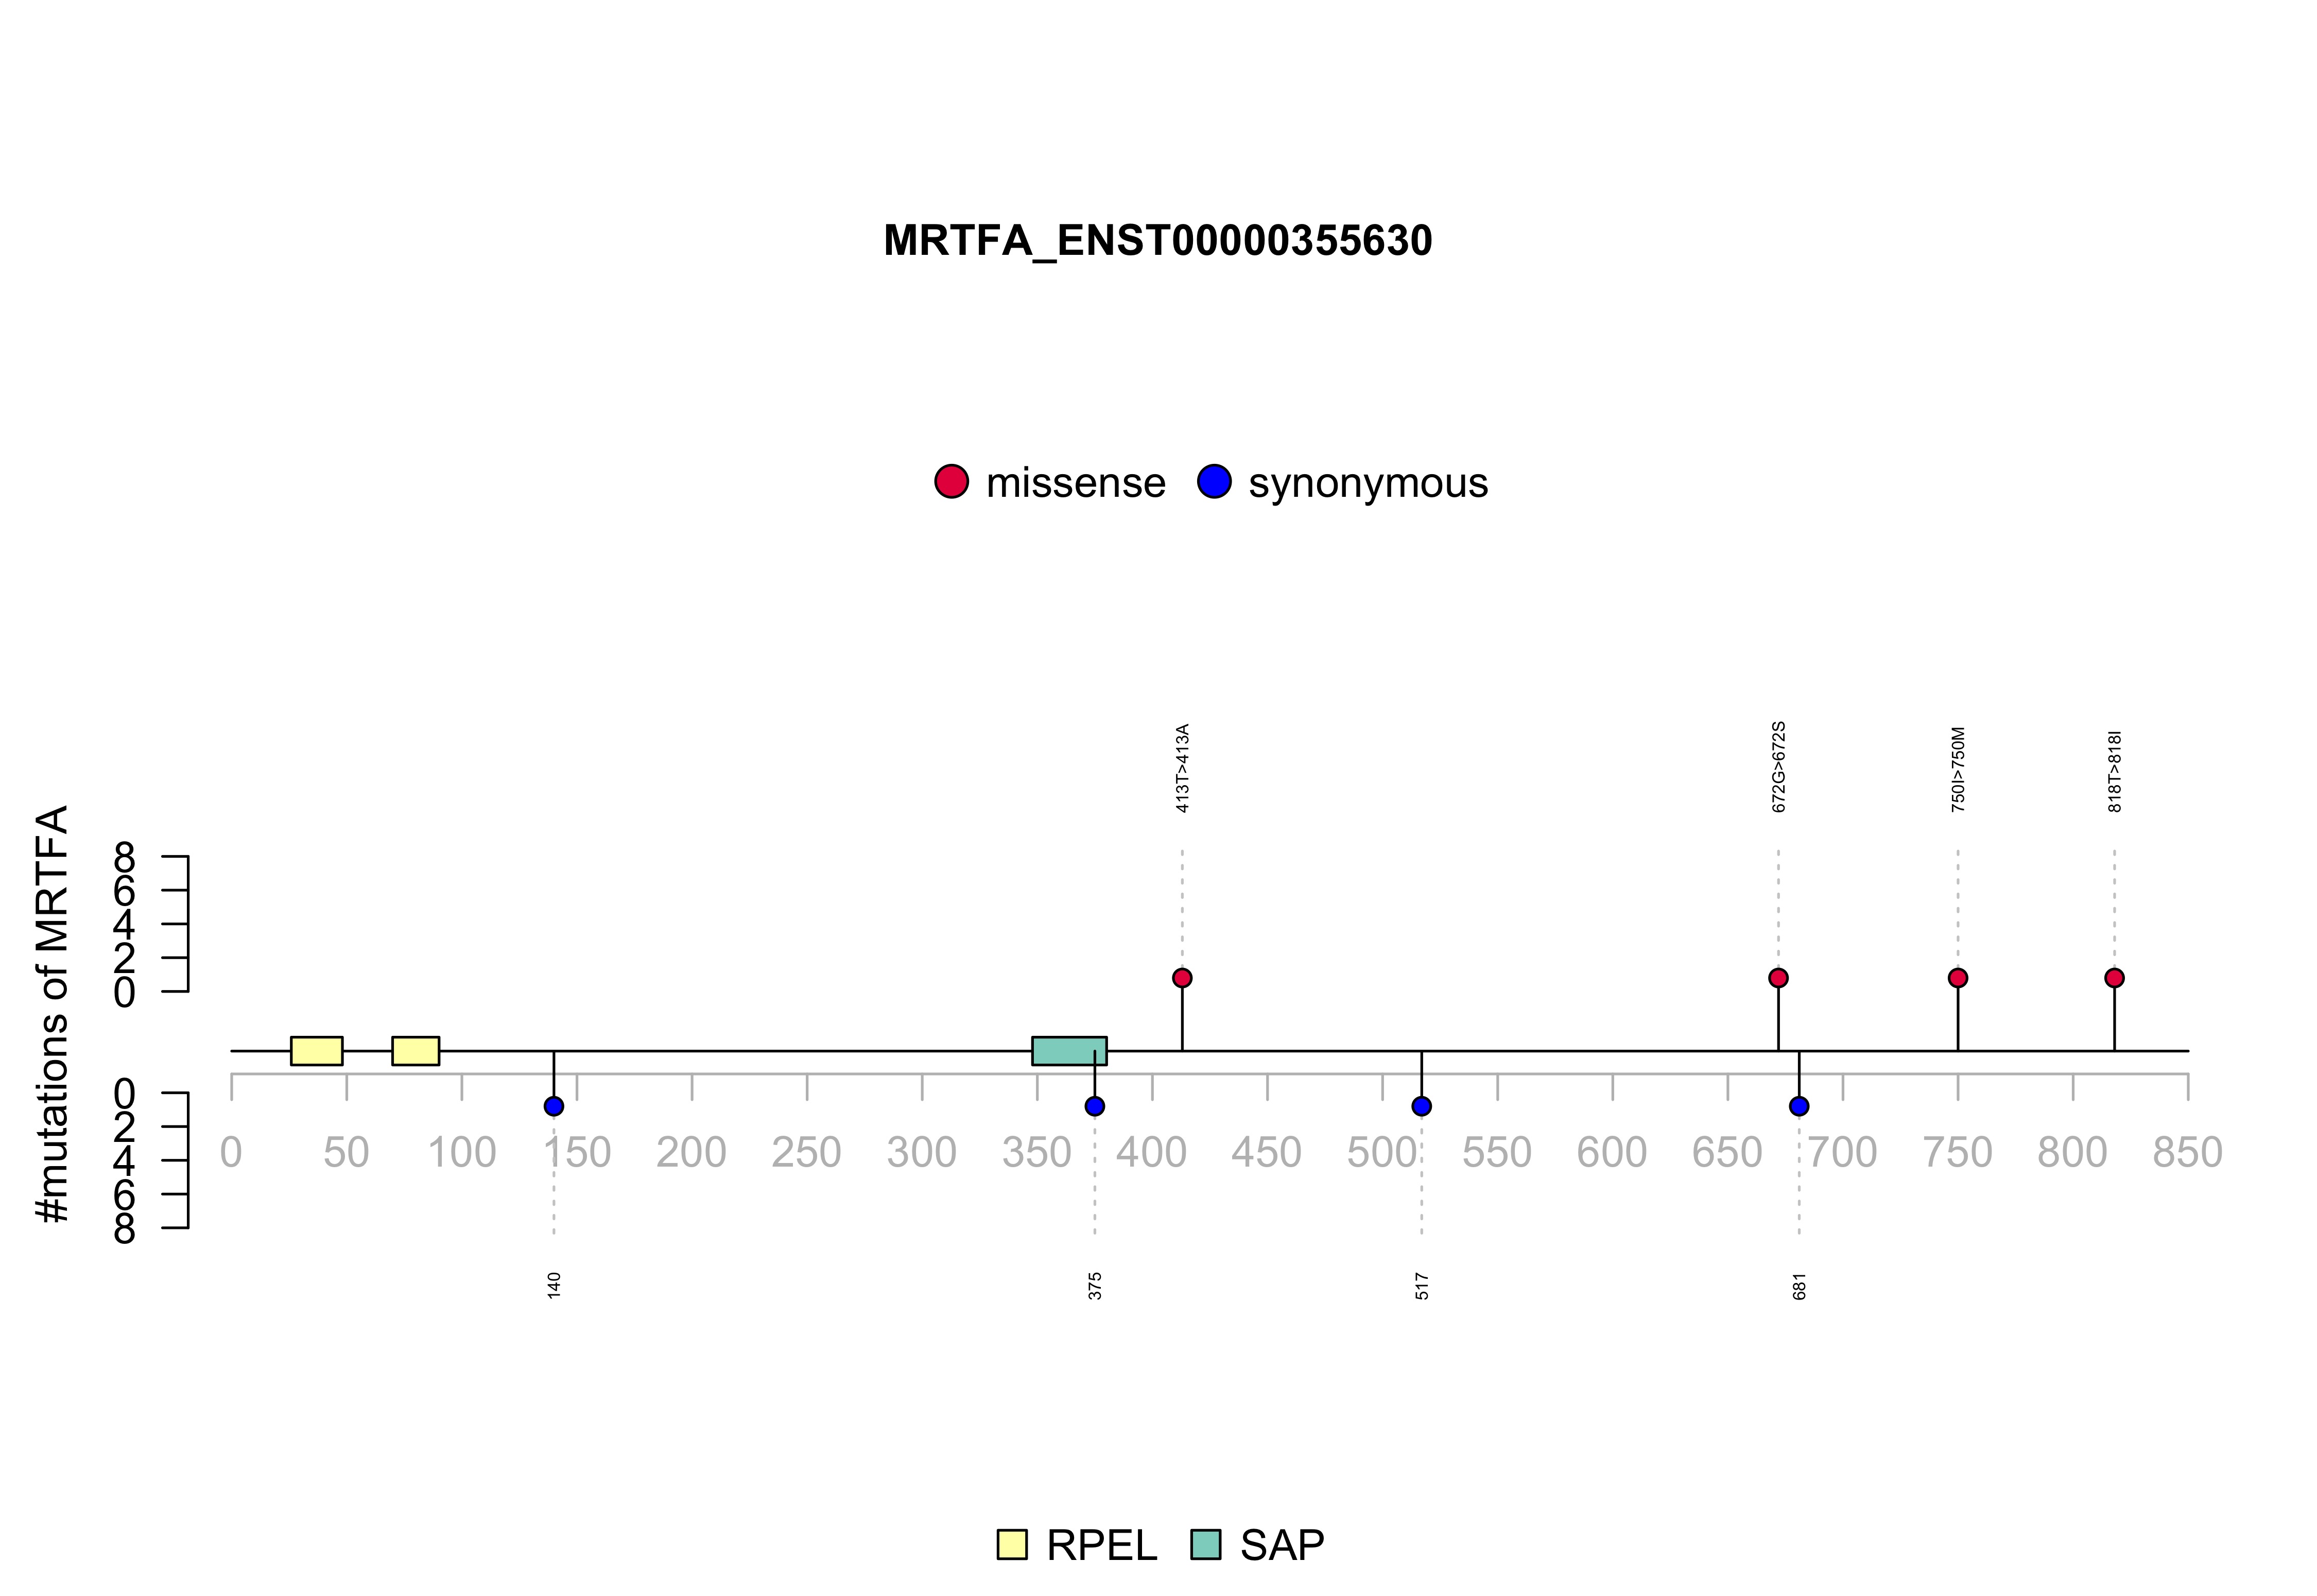 MRTFA_ENST00000355630
missense synonymous
413T>413A
672G>672S
750I>750M
818T>818I
#mutations of MRTFA
8
6
4
2
0
0
2
4
6
8
0 50 100 150 200 250 300 350 400 450 500 550 600 650 700 750 800 850
140
375
517
681
RPEL SAP